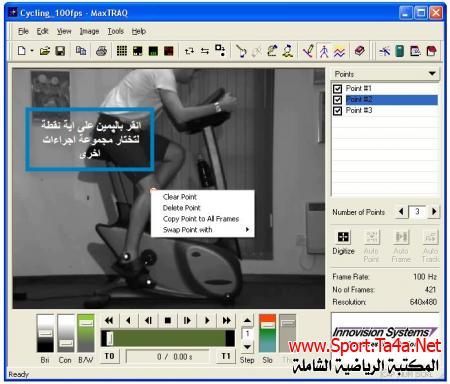 Cycling_100fps - MaxTRAQ
File Edit View Image Tools Help
انقر باليمين على اية نقطة
لتختار مجموعة اجراءات
اخرى
Clear Point
Delete Point
Copy Point to All Frames
Swap Point with
Points
Point #1
Point #2
Point #3
Number of Points 3
Digitize Auto Point Auto Frame Auto Track
Frame Rate: 100 Hz
No of Frames: 421
Resolution: 640x480
Innovision Systems
www.Sport.Ta4a.Net
المكتبة الرياضية الشاملة
Bri Con B/W T0 0 / 0.00 s T1 1 Step Slo
Ready